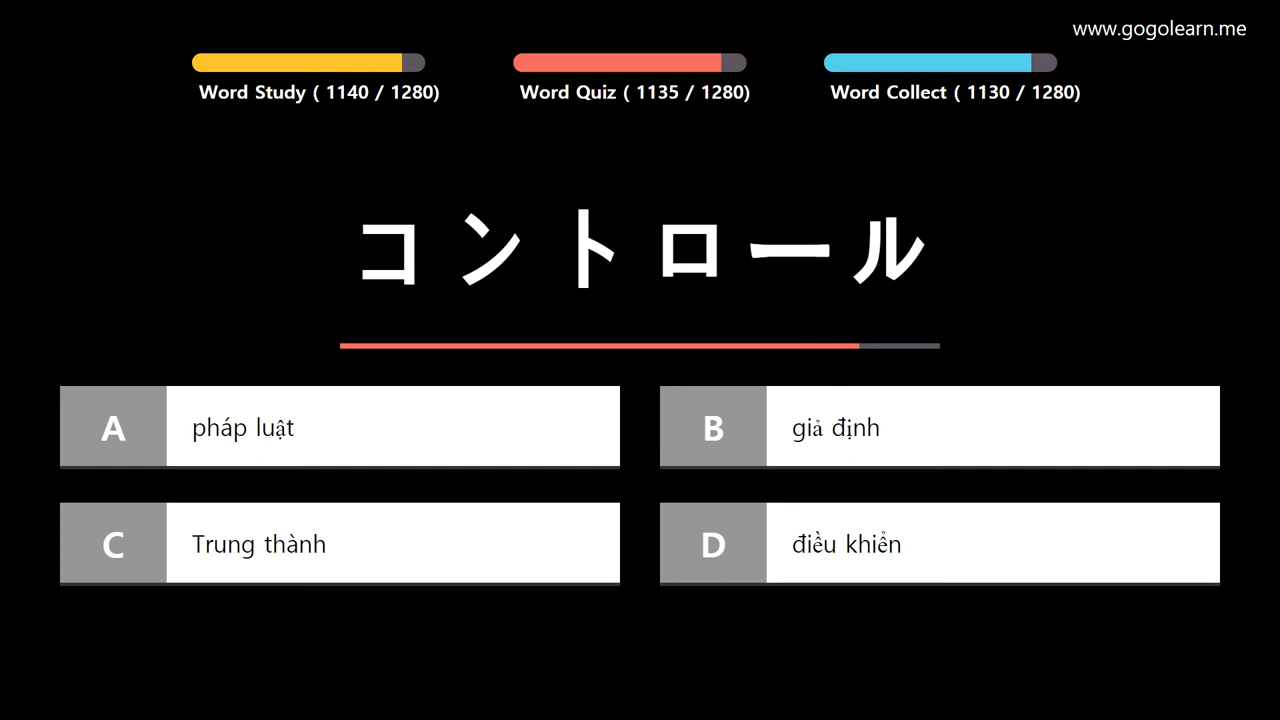 www.gogolearn.me
Word Study ( 1140 / 1280)
Word Quiz ( 1135 / 1280)
Word Collect ( 1130 / 1280)
コントロール
A pháp luật
B giả định
C Trung thành
D điều khiển